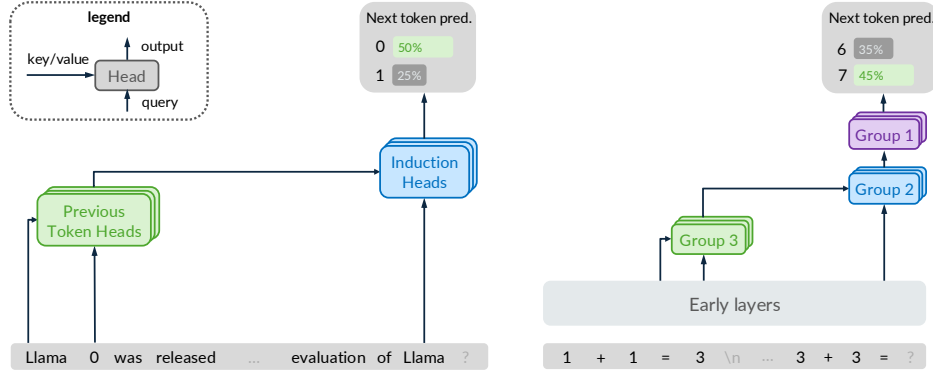 legend
output
key/value
Head
query
Next token pred.
0 50%
1 25%
Induction
Heads
Previous
Token Heads
Llama 0 was released ... evaluation of Llama ?
Next token pred.
6 35%
7 45%
Group 1
Group 2
Group 3
Early layers
1 + 1 = 3 \n ... 3 + 3 = ?